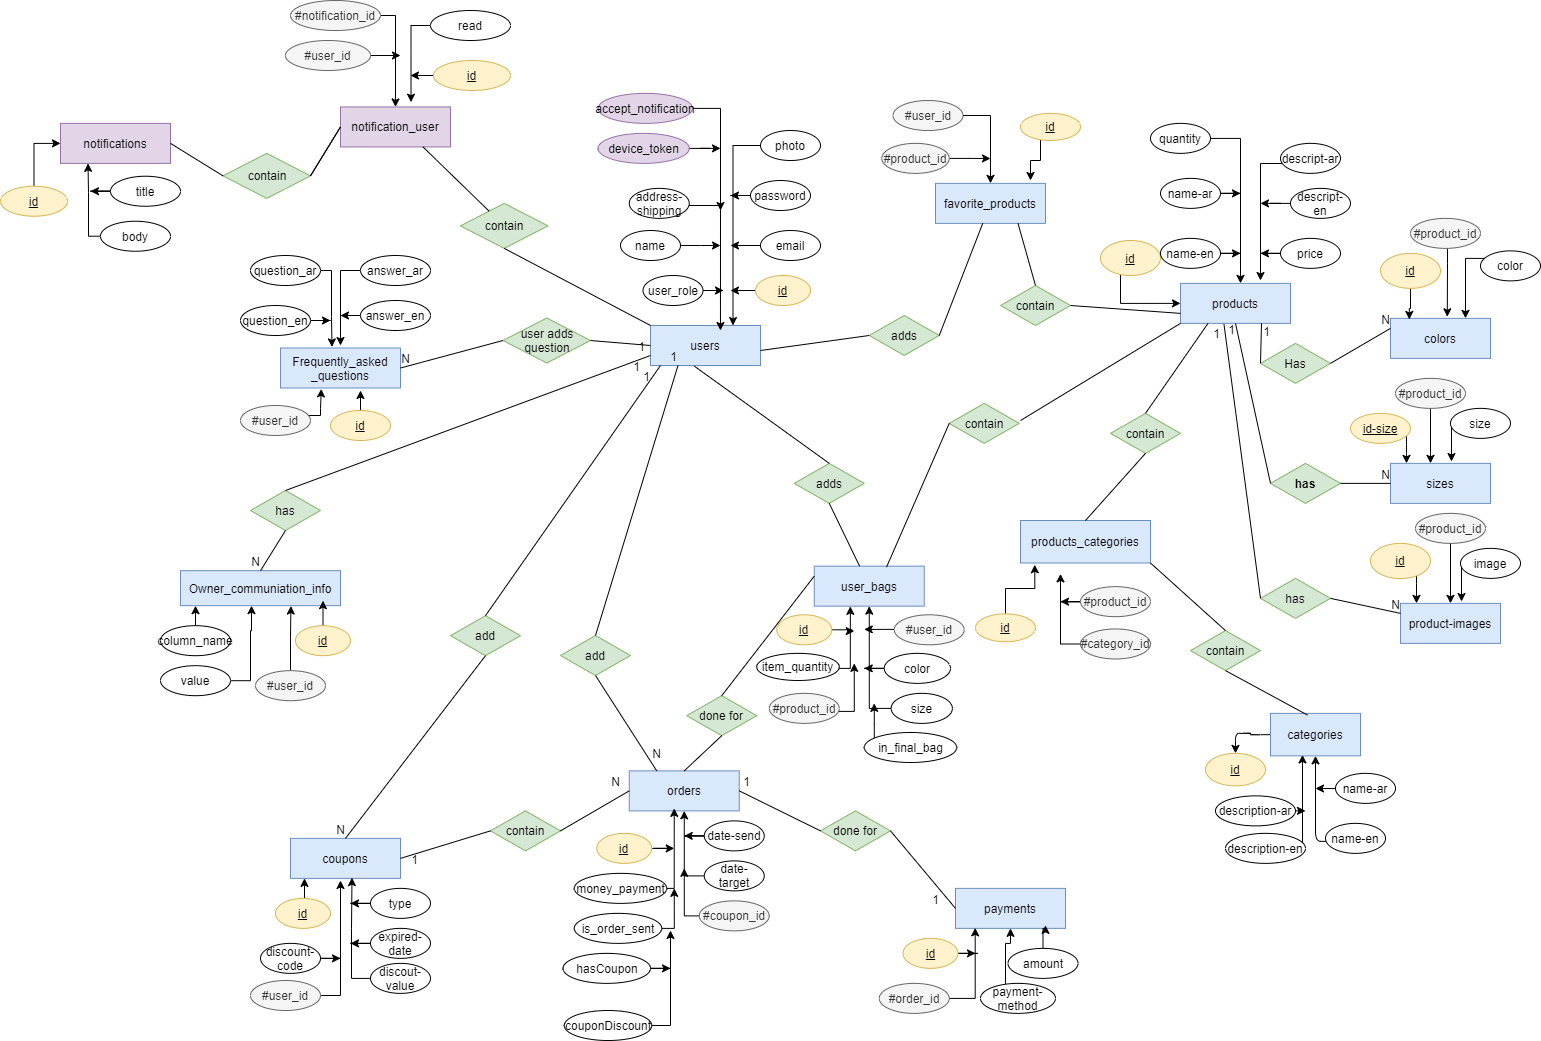 #notification_id
read
#user_id
id
notification_user
notifications
contain
id
title
body
contain
accept_notification
device_token
photo
address-
shipping
password
name
email
user_role
id
users
#user_id
id
#product_id
favorite_products
contain
adds
quantity
descript-ar
name-ar
descript-
en
id
name-en
price
products
1
1
1
#product_id
id
color
N
colors
Has
#product_id
id-size
size
N
sizes
has
#product_id
id
image
N
product-images
has
question_ar
answer_ar
question_en
answer_en
Frequently_asked
_questions
N
user adds
question
1
1
1
1
#user_id
id
has
N
Owner_communiation_info
column_name
id
value
#user_id
contain
adds
contain
products_categories
#product_id
id
#category_id
contain
categories
id
name-ar
description-ar
name-en
description-en
user_bags
id
#user_id
item_quantity
color
#product_id
size
in_final_bag
add
add
done for
N
N
orders
1
contain
done for
N
coupons
1
id
type
discount-
code
expired-
date
#user_id
discout-
value
id
date-send
money_payment
date-
target
is_order_sent
#coupon_id
hasCoupon
couponDiscount
1
payments
id
amount
#order_id
payment-
method